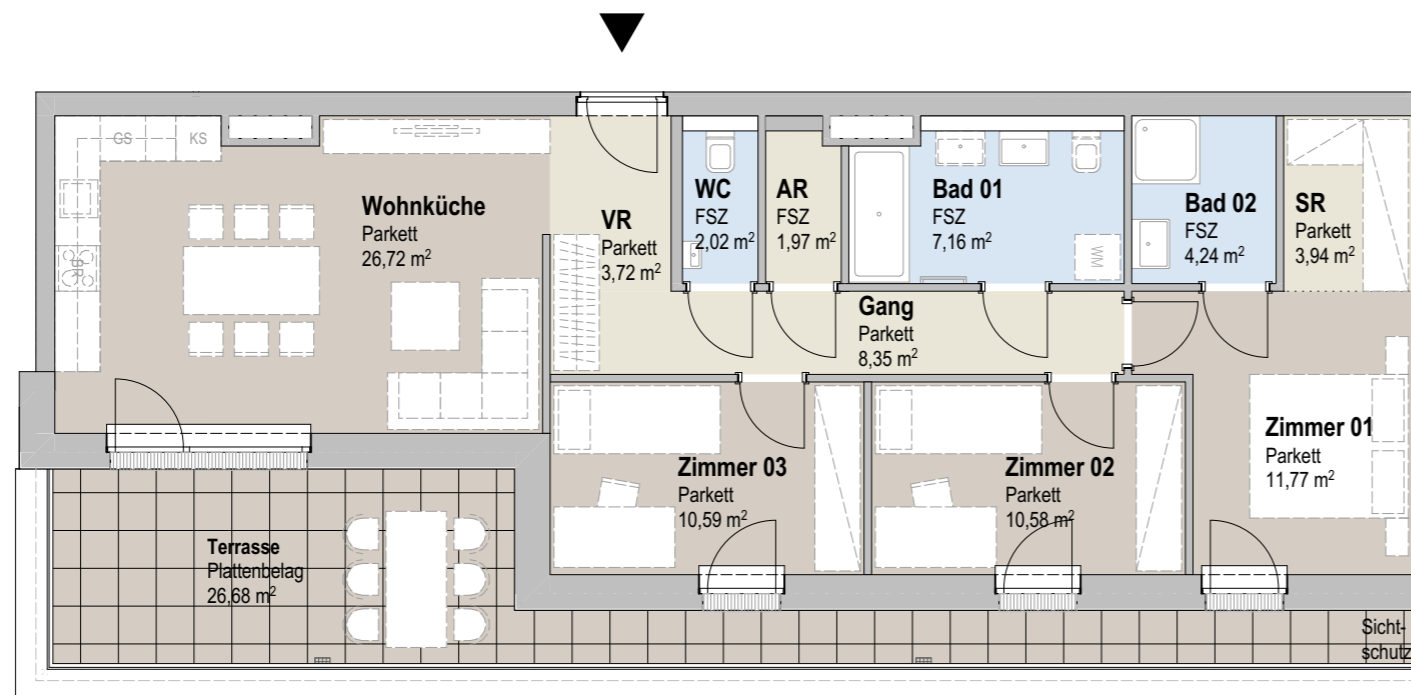 GS
KS
BR
Wohnküche
Parkett
26,72 m²
VR
Parkett
3,72 m²
WC
FSZ
2,02 m²
AR
FSZ
1,97 m²
Bad 01
FSZ
7,16 m²
WM
Bad 02
FSZ
4,24 m²
SR
Parkett
3,94 m²
Gang
Parkett
8,35 m²
Zimmer 03
Parkett
10,59 m²
Zimmer 02
Parkett
10,58 m²
Zimmer 01
Parkett
11,77 m²
Terrasse
Plattenbelag
26,68 m²
Sicht-
schutz